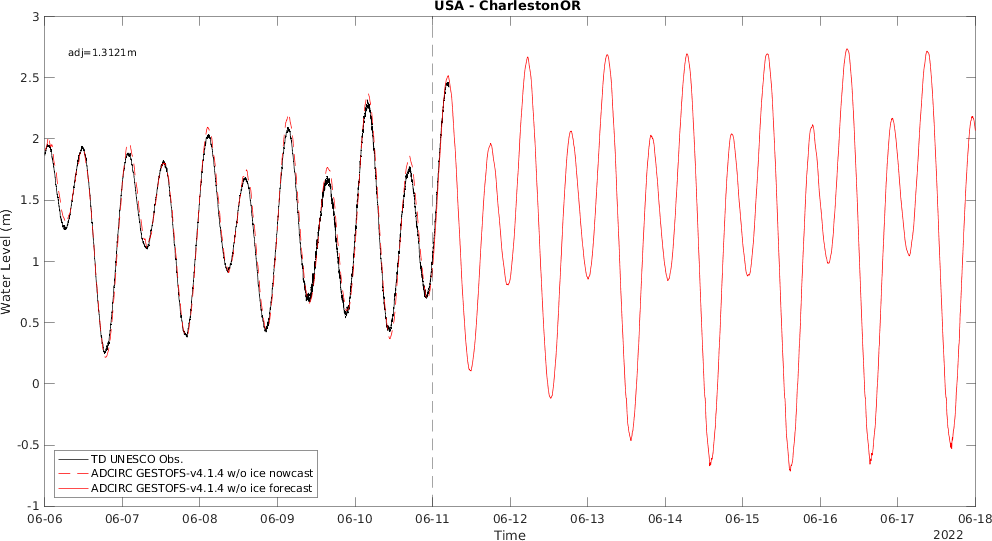 USA - CharlestonOR
adj=1.3121m
3
2.5
2
1.5
1
0.5
0
-0.5
-1
Water Level (m)
TD UNESCO Obs.
ADCIRC GESTOFS-v4.1.4 w/o ice nowcast
ADCIRC GESTOFS-v4.1.4 w/o ice forecast
06-06 06-07 06-08 06-09 06-10 06-11 06-12 06-13 06-14 06-15 06-16 06-17 06-18
Time
2022